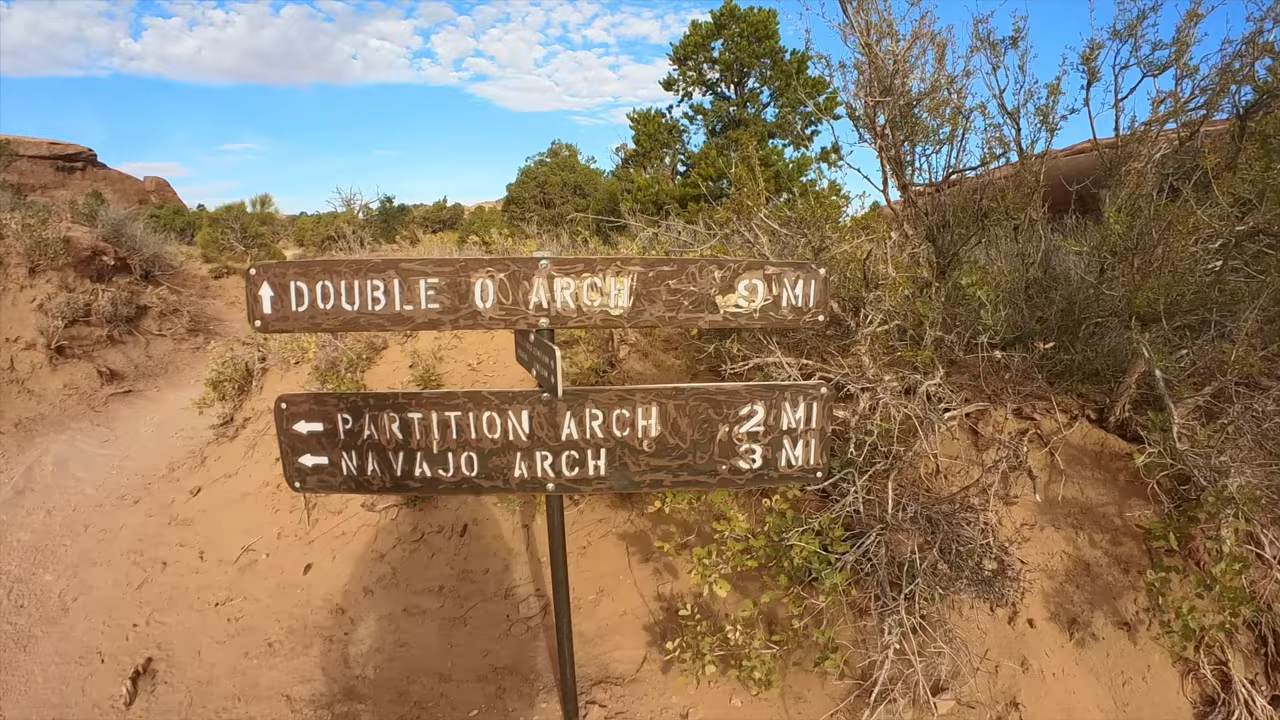 ↑ DOUBLE O ARCH .9 MI
← PARTITION ARCH .2 MI
← NAVAJO ARCH .3 MI